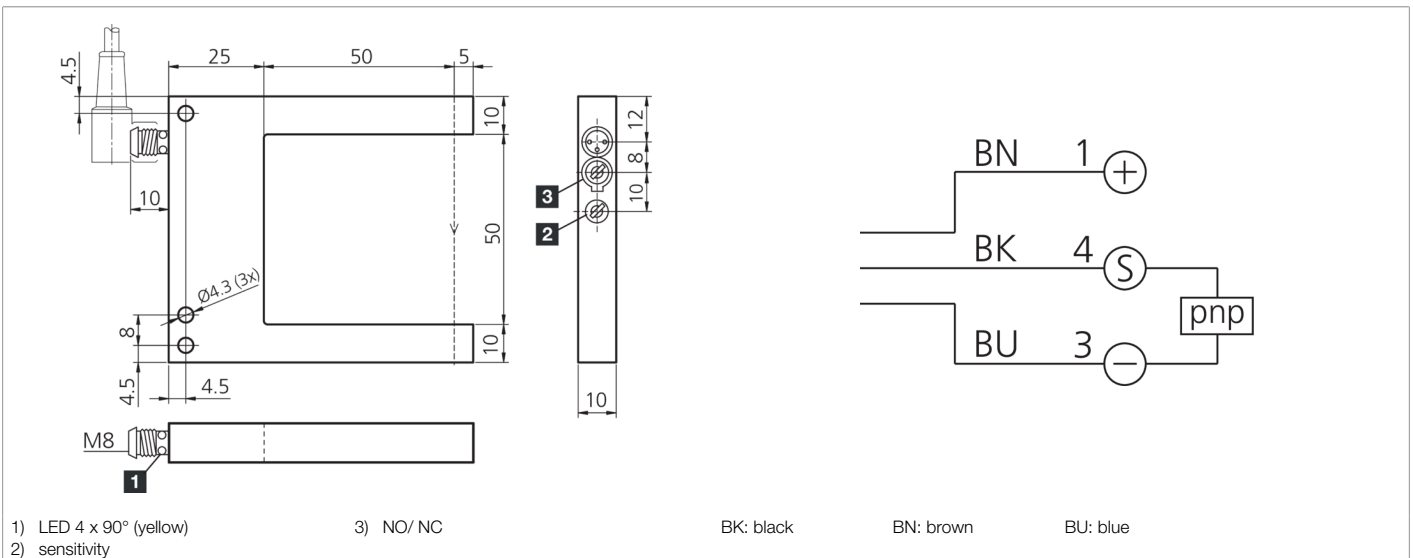 25 50 5
4.5
10
10
50
Ø4.3 (3x)
8
4.5
4.5
10
M8
1
12
8
10
3
2
10
BN 1 +
BK 4 S
pnp
BU 3 −
1) LED 4 x 90° (yellow) 3) NO/ NC BK: black BN: brown BU: blue
2) sensitivity